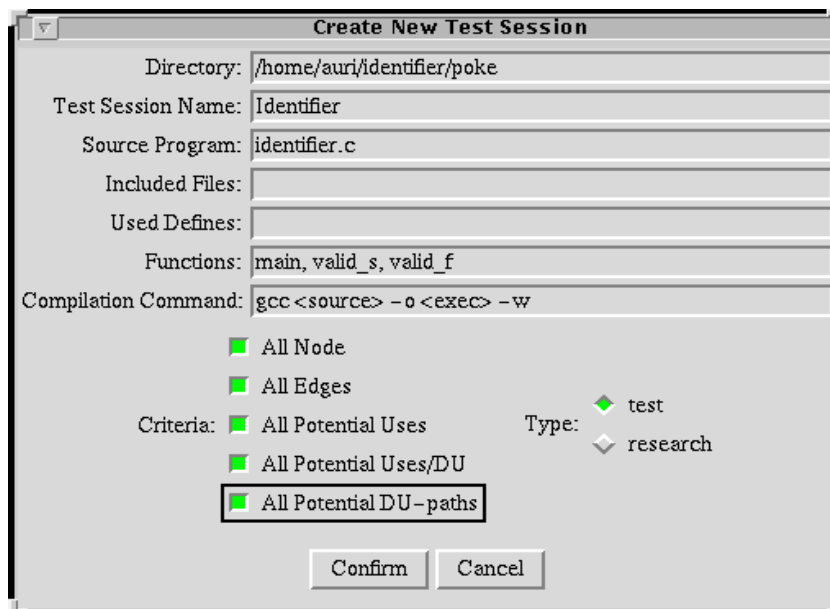 Create New Test Session
Directory: /home/auri/identifier/poke
Test Session Name: Identifier
Source Program: identifier.c
Included Files:
Used Defines:
Functions: main, valid_s, valid_f
Compilation Command: gcc <source> -o <exec> -w
All Node
All Edges
Criteria: All Potential Uses
All Potential Uses/DU
All Potential DU-paths
Type: test
research
Confirm Cancel